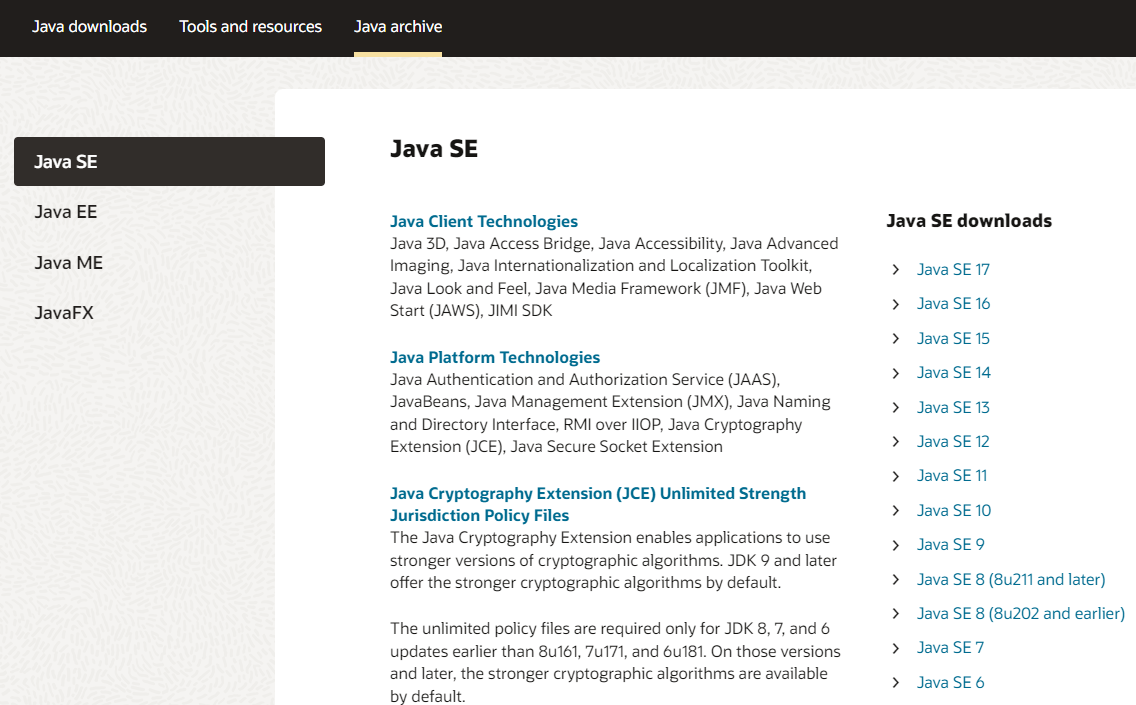 Java downloads Tools and resources Java archive
Java SE
Java EE
Java ME
JavaFX
Java SE
Java Client Technologies
Java 3D, Java Access Bridge, Java Accessibility, Java Advanced
Imaging, Java Internationalization and Localization Toolkit,
Java Look and Feel, Java Media Framework (JMF), Java Web
Start (JAWS), JIMI SDK
Java Platform Technologies
Java Authentication and Authorization Service (JAAS),
JavaBeans, Java Management Extension (JMX), Java Naming
and Directory Interface, RMI over IIOP, Java Cryptography
Extension (JCE), Java Secure Socket Extension
Java Cryptography Extension (JCE) Unlimited Strength
Jurisdiction Policy Files
The Java Cryptography Extension enables applications to use
stronger versions of cryptographic algorithms. JDK 9 and later
offer the stronger cryptographic algorithms by default.
The unlimited policy files are required only for JDK 8, 7, and 6
updates earlier than 8u161, 7u171, and 6u181. On those versions
and later, the stronger cryptographic algorithms are available
by default.
Java SE downloads
Java SE 17
Java SE 16
Java SE 15
Java SE 14
Java SE 13
Java SE 12
Java SE 11
Java SE 10
Java SE 9
Java SE 8 (8u211 and later)
Java SE 8 (8u202 and earlier)
Java SE 7
Java SE 6